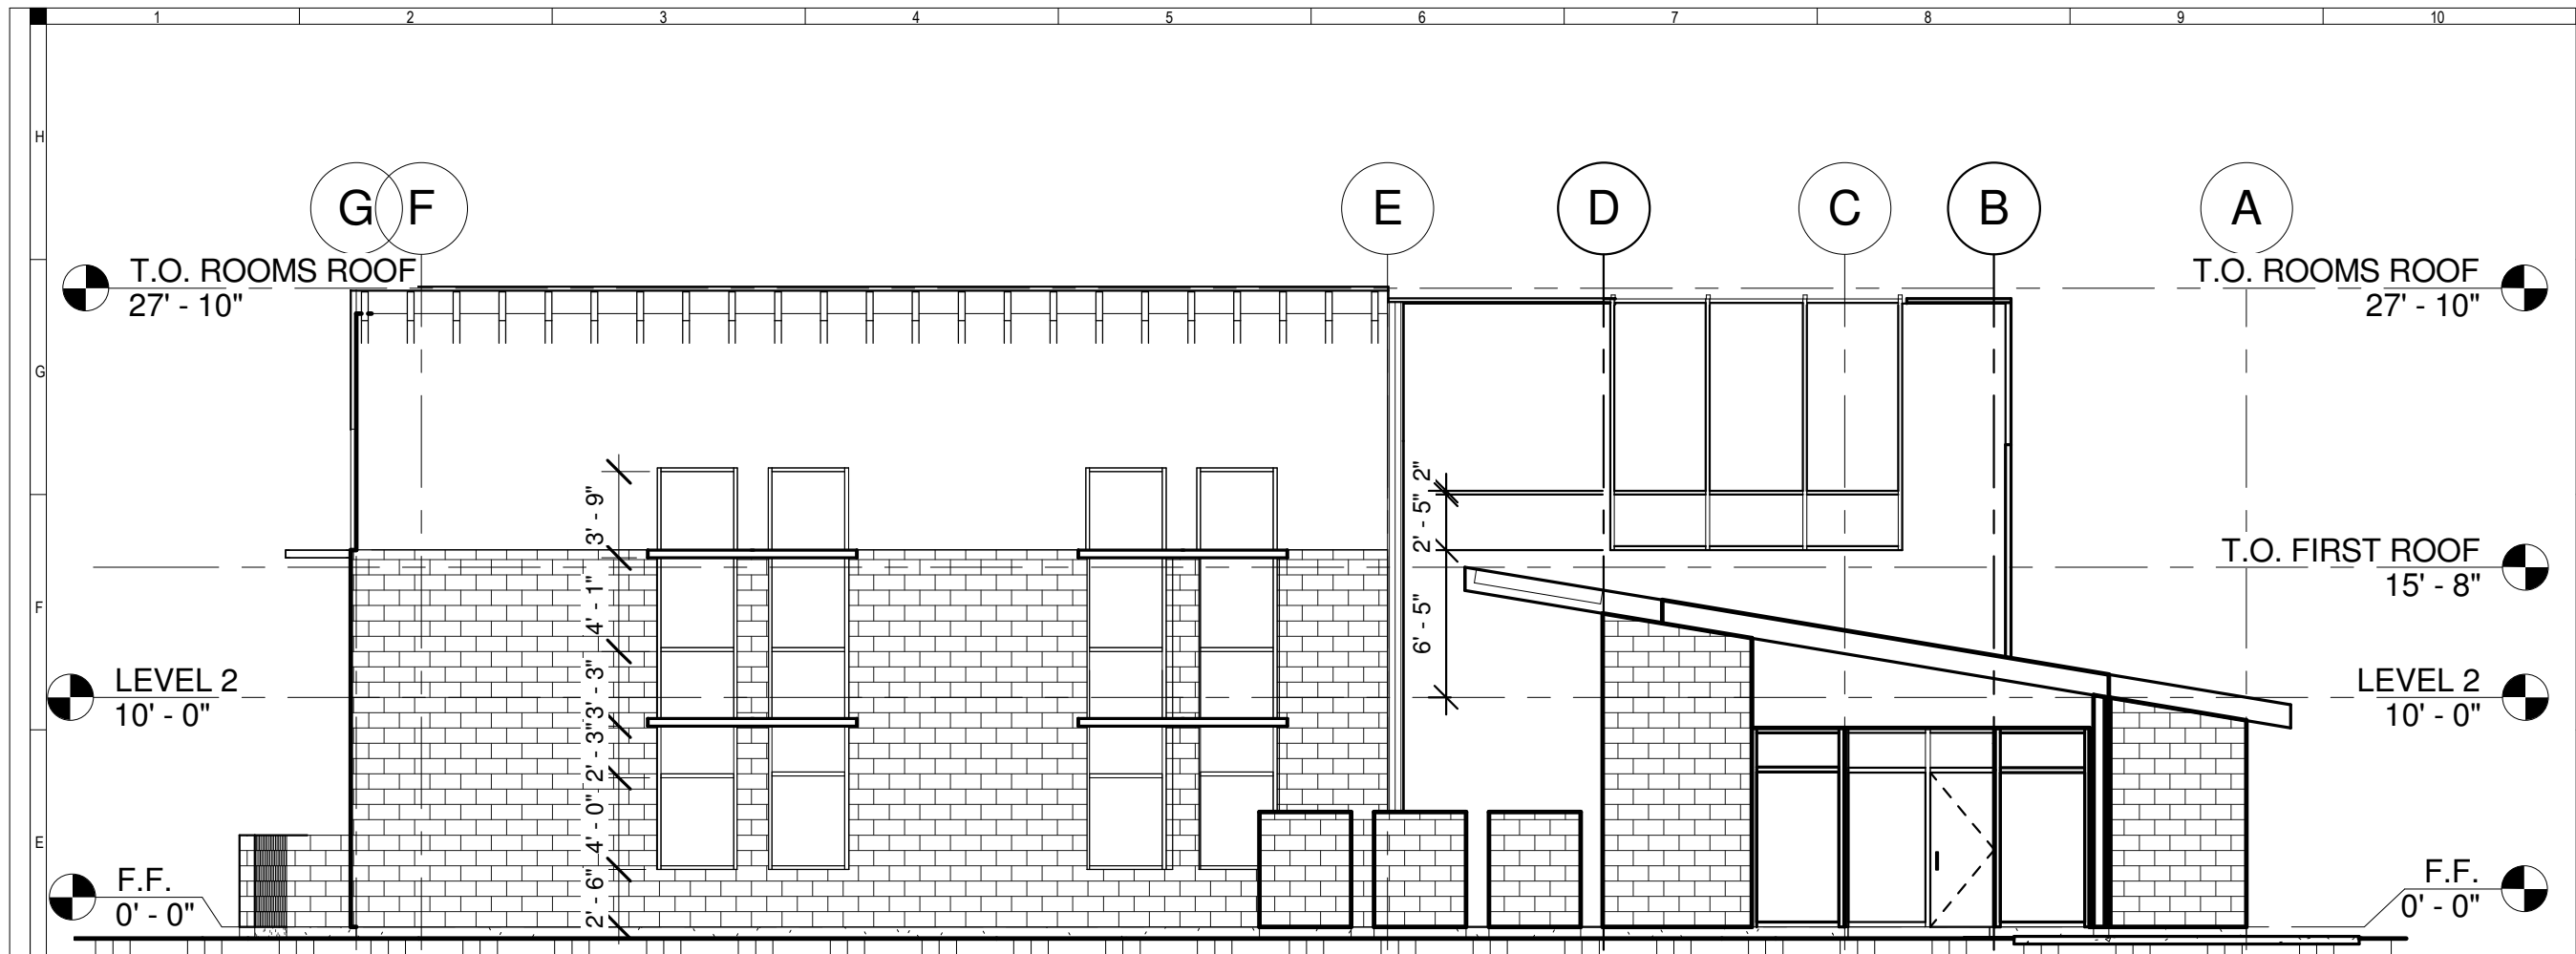 1 2 3 4 5 6 7 8 9 10
H
G F E D C B A
T.O. ROOMS ROOF
27' - 10"
T.O. ROOMS ROOF
27' - 10"
G
3' - 9"
4' - 1"
3' - 3"
2' - 3"
4' - 0"
2' - 6"
2"
2' - 5"
6' - 5"
T.O. FIRST ROOF
15' - 8"
F
LEVEL 2
10' - 0"
LEVEL 2
10' - 0"
E
F.F.
0' - 0"
F.F.
0' - 0"